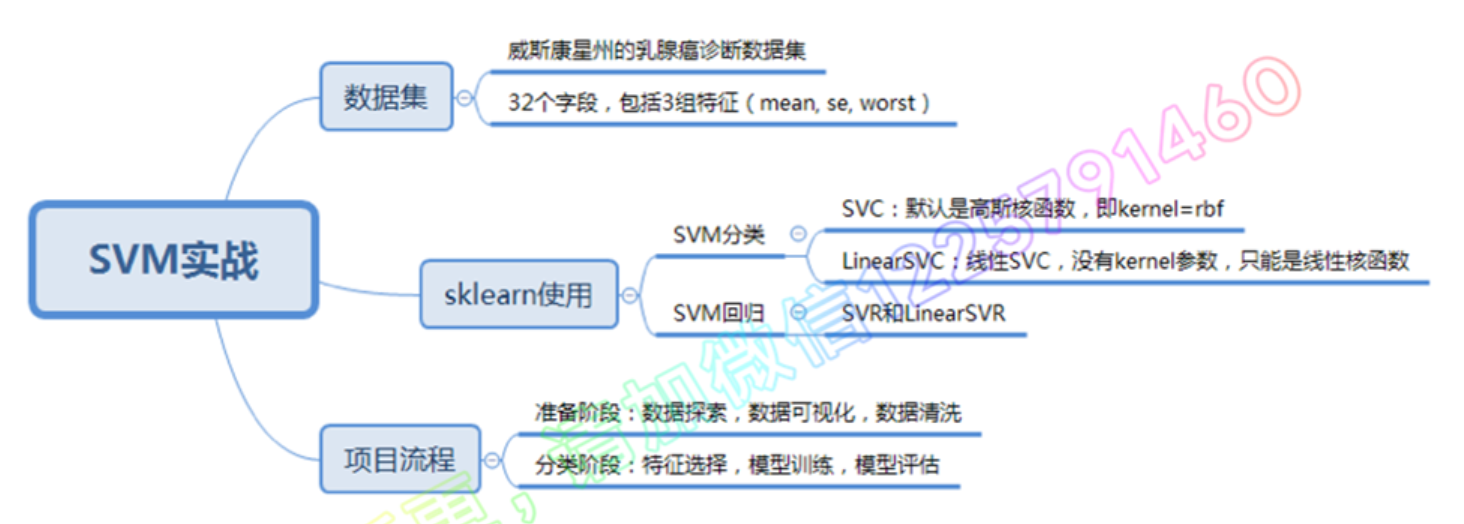 威斯康星州的乳腺癌诊断数据集
数据集
32个字段，包括3组特征（mean, se, worst）
SVM实战
sklearn使用
SVM分类
SVC：默认是高斯核函数，即kernel=rbf
LinearSVC：线性SVC，没有kernel参数，只能是线性核函数
SVM回归
SVR和LinearSVR
项目流程
准备阶段：数据探索，数据可视化，数据清洗
分类阶段：特征选择，模型训练，模型评估
更，请加微信1225791460